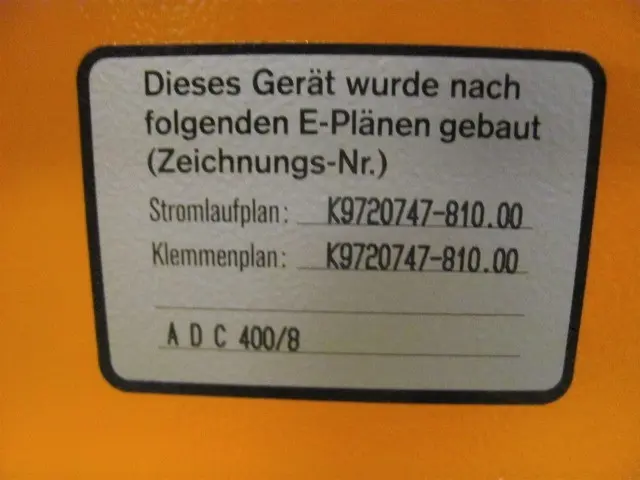 Dieses Gerät wurde nach
folgenden E-Plänen gebaut
(Zeichnungs-Nr.)
Stromlaufplan: K9720747-810.00
Klemmenplan: K9720747-810.00
A D C 400/8